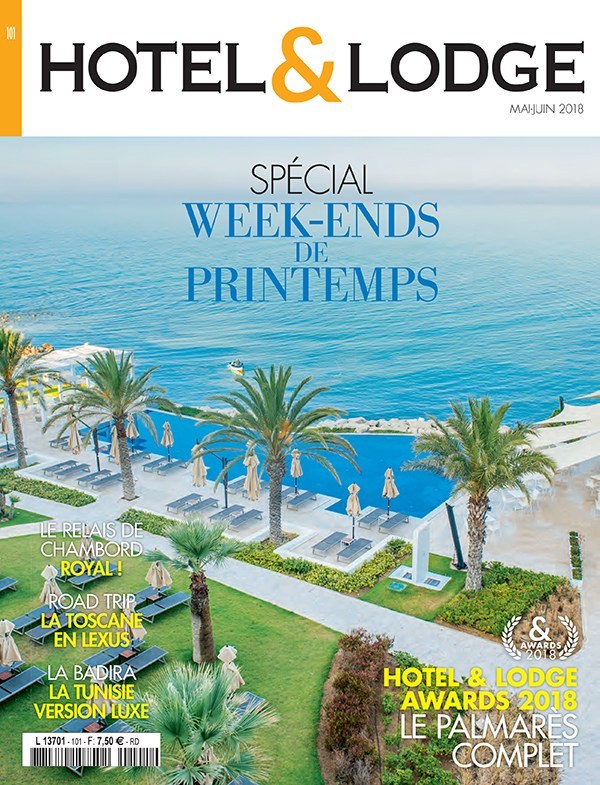 101
HOTEL & LODGE
MAI-JUIN 2018
SPÉCIAL
WEEK-ENDS
DE
PRINTEMPS
LE RELAIS DE
CHAMBORD
ROYAL !
ROAD TRIP
LA TOSCANE
EN LEXUS
LA BADIRA
LA TUNISIE
VERSION LUXE
L 13701 - 101 - F: 7,50 € - RD
&
AWARDS
2018
HOTEL & LODGE
AWARDS 2018
LE PALMARÈS
COMPLET